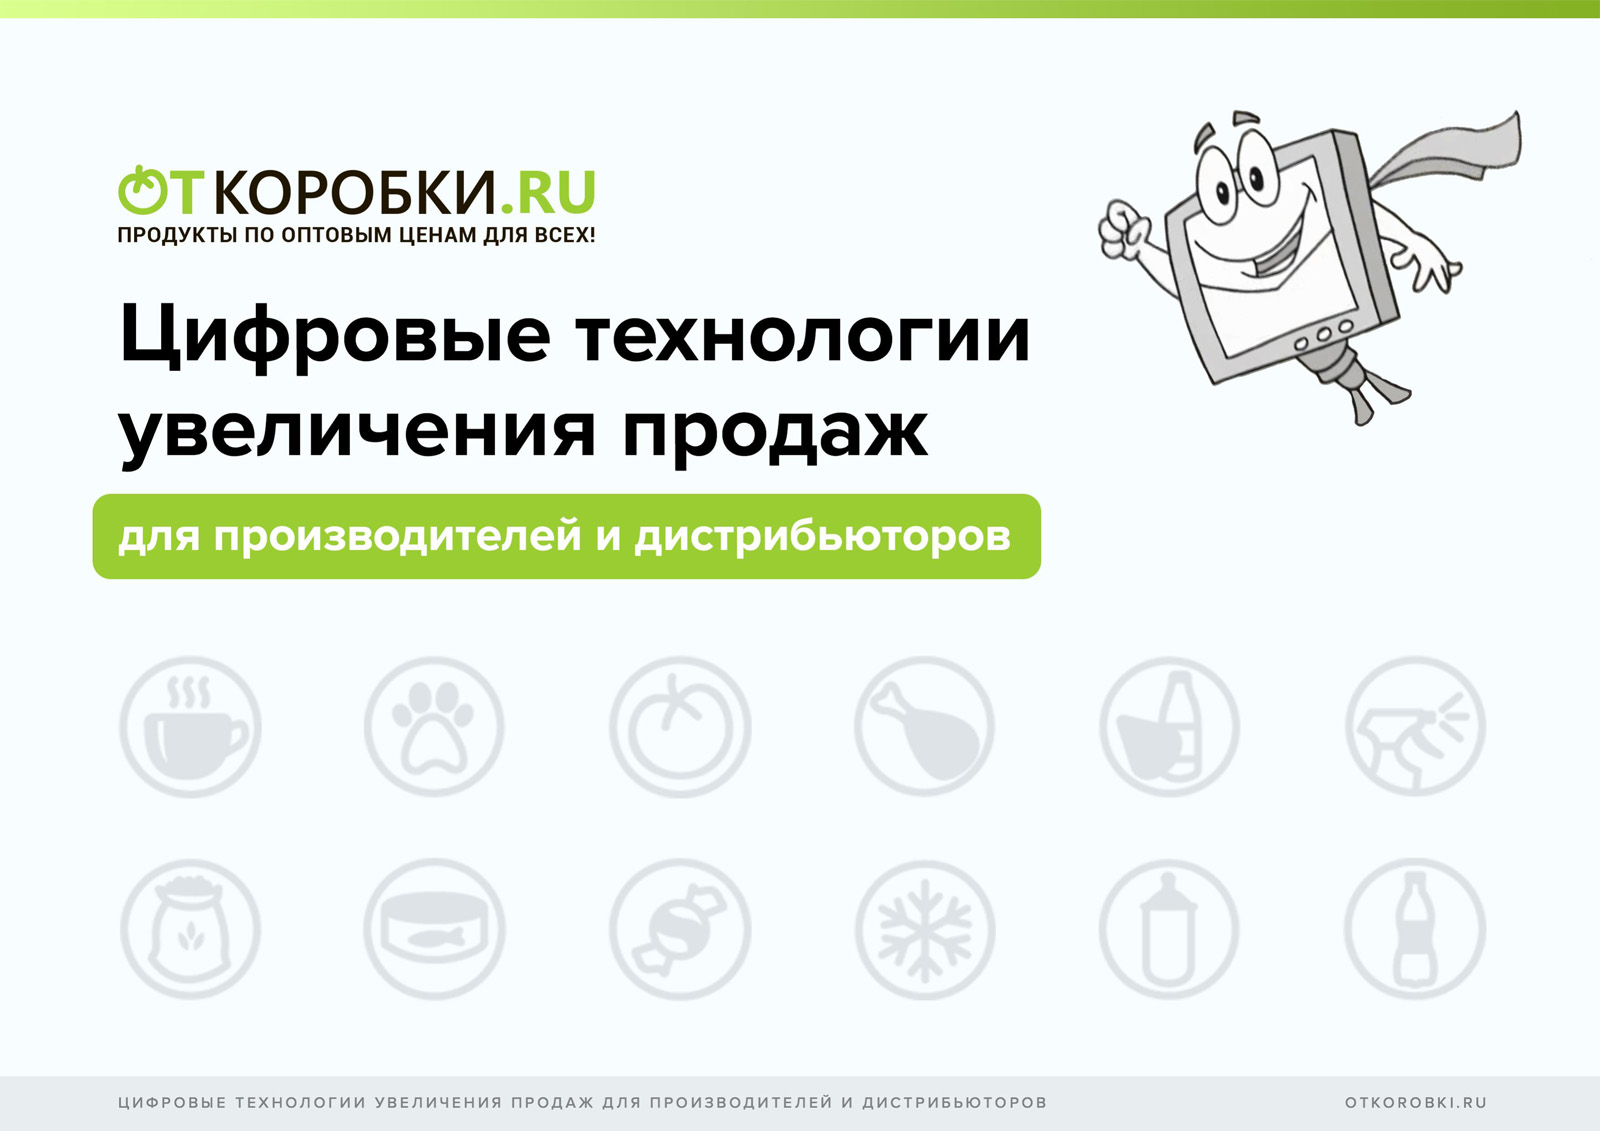 ОТКОРОБКИ.RU
ПРОДУКТЫ ПО ОПТОВЫМ ЦЕНАМ ДЛЯ ВСЕХ!
Цифровые технологии
увеличения продаж
для производителей и дистрибьюторов
ЦИФРОВЫЕ ТЕХНОЛОГИИ УВЕЛИЧЕНИЯ ПРОДАЖ ДЛЯ ПРОИЗВОДИТЕЛЕЙ И ДИСТРИБЬЮТОРОВ
OTKOROBKI.RU